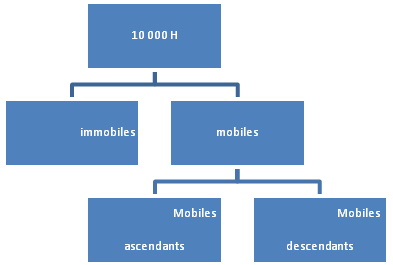 10 000 H
immobiles
mobiles
Mobiles
ascendants
Mobiles
descendants